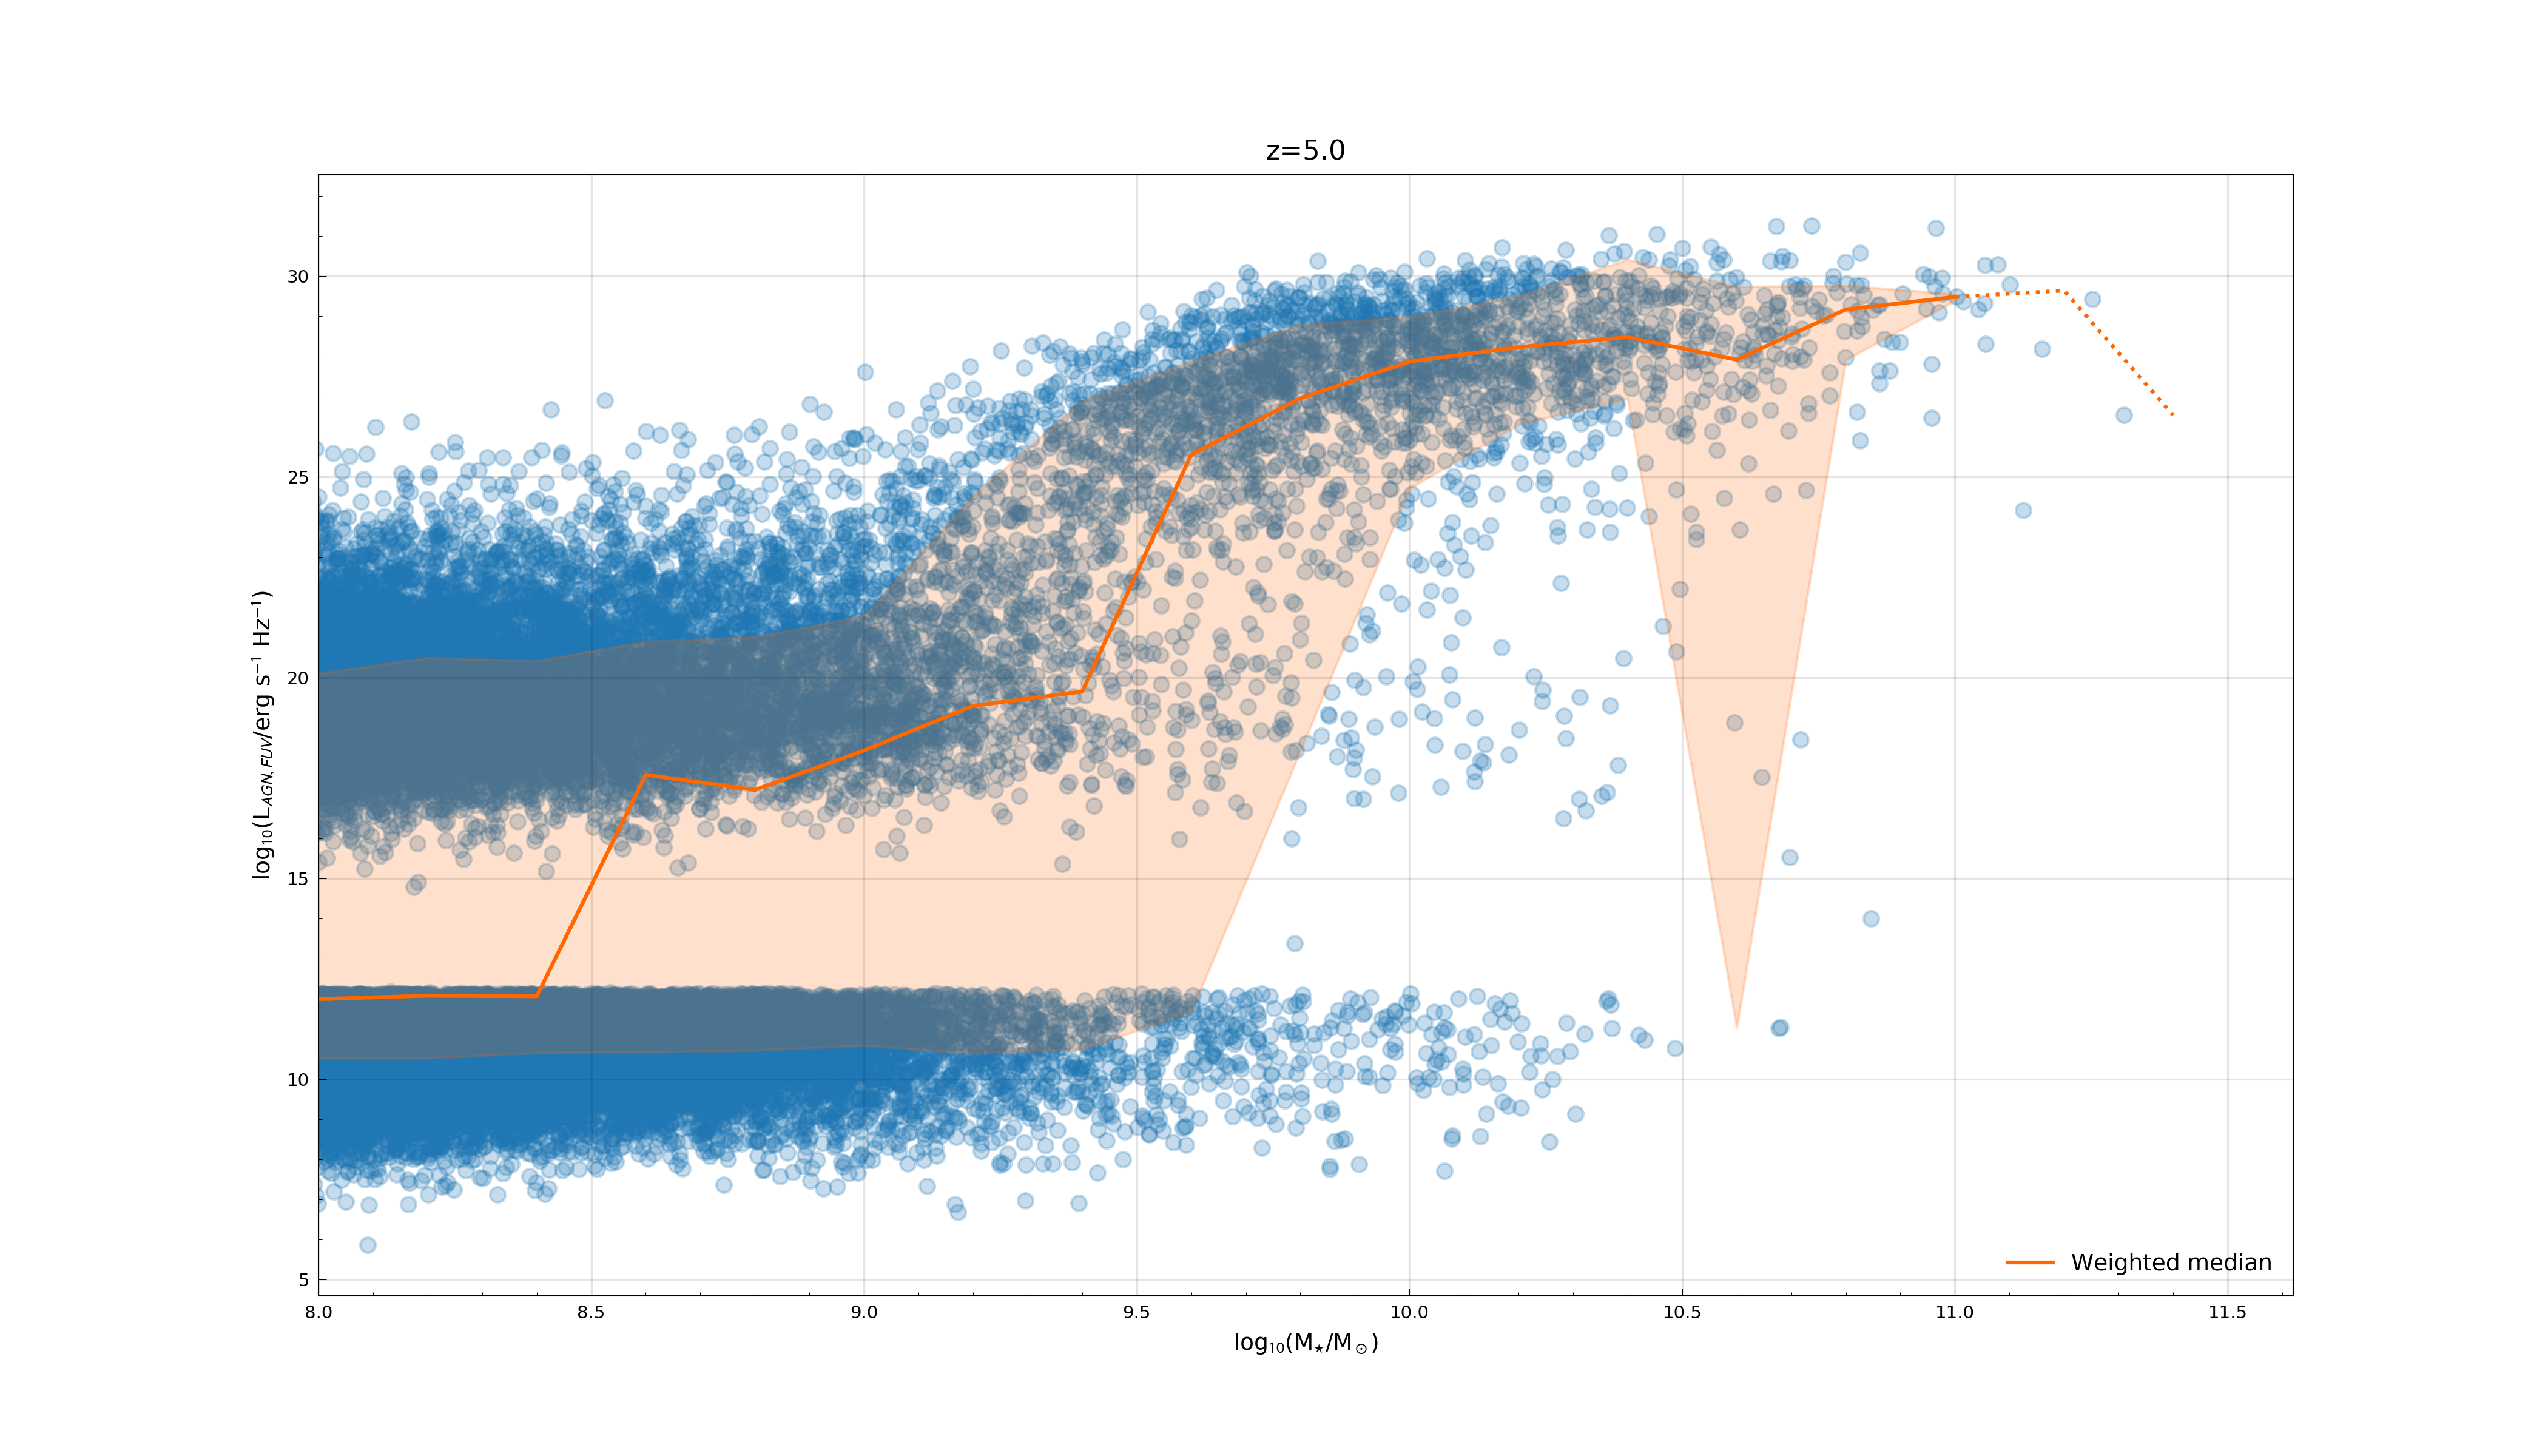 z=5.0
30
25
20
15
10
5
log₁₀(L_AGN,FUV/erg s⁻¹ Hz⁻¹)
8.0 8.5 9.0 9.5 10.0 10.5 11.0 11.5
log₁₀(M⋆/M⊙)
Weighted median